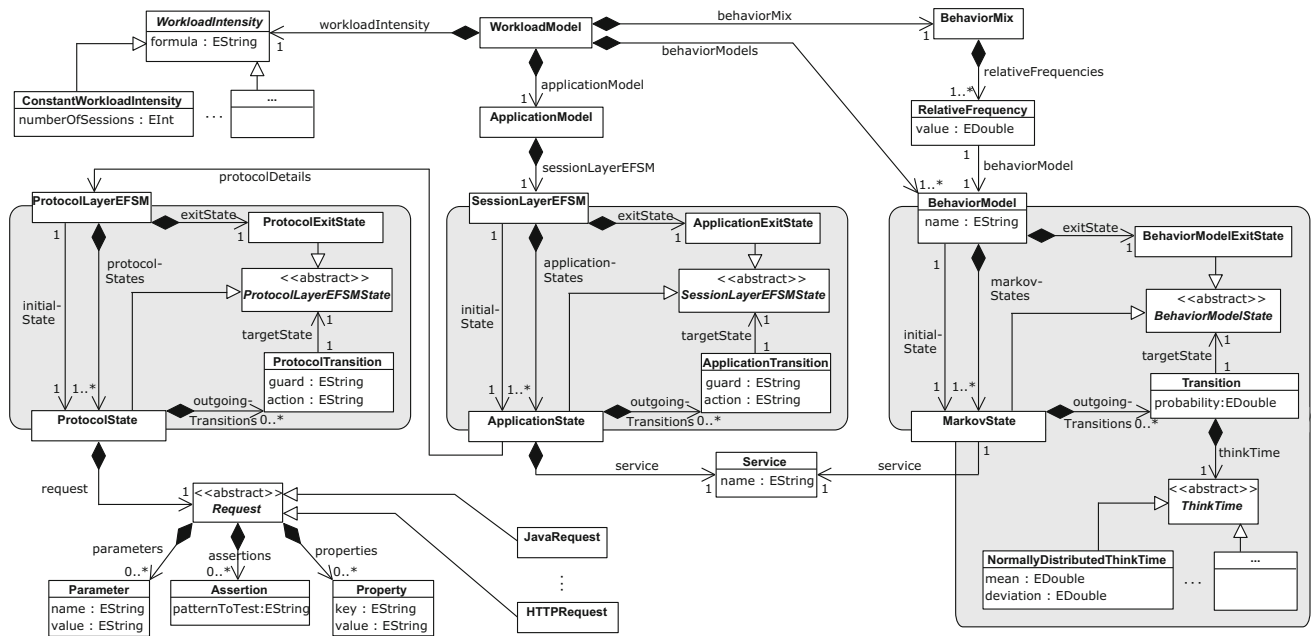 WorkloadIntensity
formula : EString
1
workloadIntensity
WorkloadModel
behaviorMix
behaviorModels
1
BehaviorMix
ConstantWorkloadIntensity
numberOfSessions : EInt
...
...
applicationModel
1
ApplicationModel
relativeFrequencies
1..*
RelativeFrequency
value : EDouble
protocolDetails
sessionLayerEFSM
1
1
behaviorModel
1
1..*
ProtocolLayerEFSM
exitState
1
ProtocolExitState
1
protocol-
States
<<abstract>>
ProtocolLayerEFSMState
initial-
State
targetState
1
1
ProtocolTransition
guard : EString
action : EString
1
1..*
outgoing-
Transitions
0..*
ProtocolState
SessionLayerEFSM
exitState
1
ApplicationExitState
1
application-
States
<<abstract>>
SessionLayerEFSMState
initial-
State
targetState
1
1
ApplicationTransition
guard : EString
action : EString
1
1..*
outgoing-
Transitions
0..*
ApplicationState
BehaviorModel
name : EString
exitState
1
BehaviorModelExitState
1
markov-
States
<<abstract>>
BehaviorModelState
initial-
State
targetState
1
1
Transition
probability:EDouble
1
1..*
outgoing-
Transitions
0..*
MarkovState
1
request
1
<<abstract>>
Request
service
1
Service
name : EString
service
1
thinkTime
1
<<abstract>>
ThinkTime
parameters
0..*
assertions
0..*
properties
0..*
JavaRequest
...
HTTPRequest
Parameter
name : EString
value : EString
Assertion
patternToTest:EString
Property
key : EString
value : EString
NormallyDistributedThinkTime
mean : EDouble
deviation : EDouble
...
...